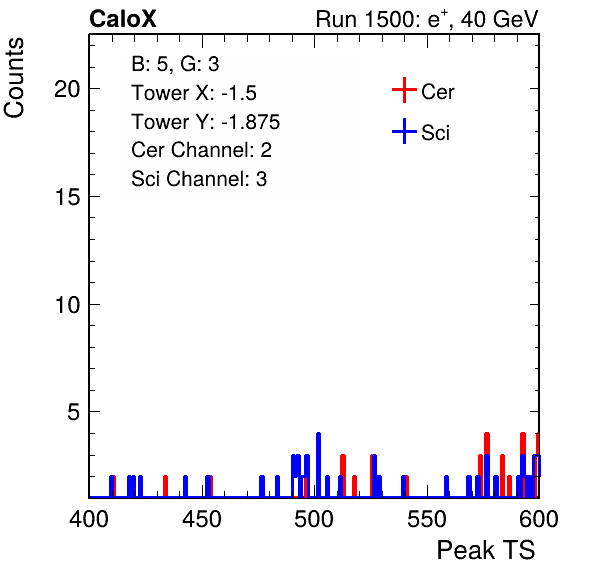 CaloX Run 1500: e⁺, 40 GeV
Counts
B: 5, G: 3
Tower X: -1.5
Tower Y: -1.875
Cer Channel: 2
Sci Channel: 3
Cer
Sci
20
15
10
5
400 450 500 550 600
Peak TS